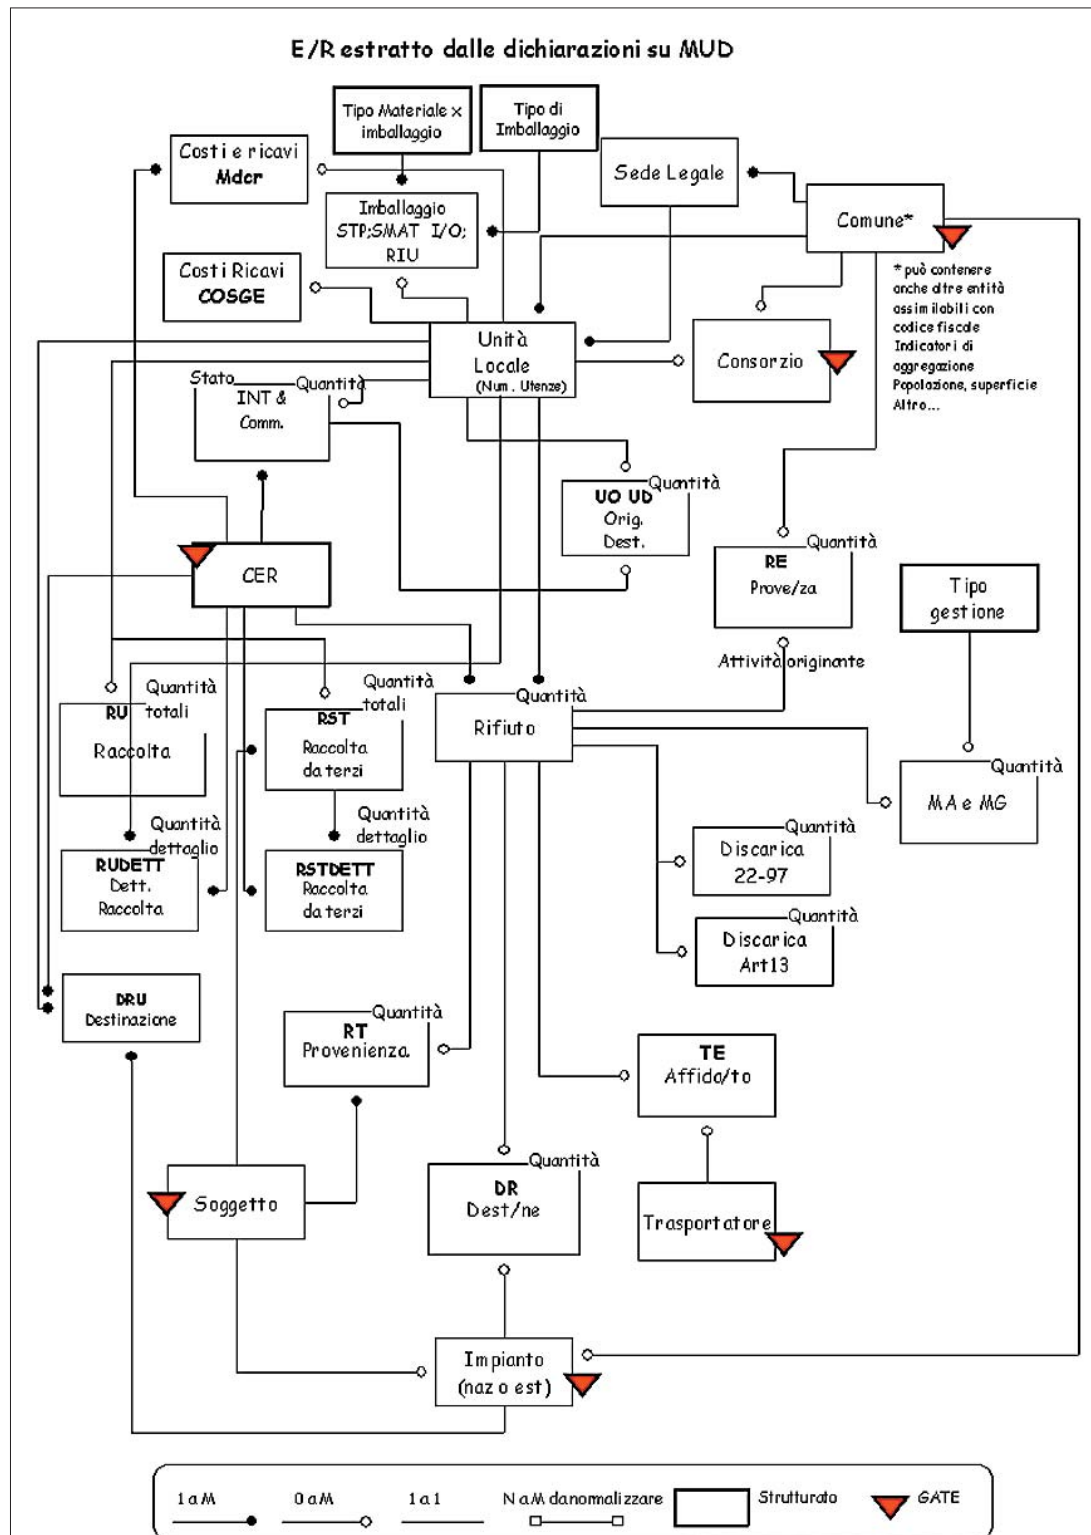 E/R estratto dalle dichiarazioni su MUD
Tipo Materiale x
imballaggio
Tipo di
Imballaggio
Costi e ricavi
Mdcr
Sede Legale
Imballaggio
STP;SMAT I/O;
RIU
Comune*
Costi Ricavi
COSGE
* può contenere
anche altre entità
assimilabili con
codice fiscale
Indicatori di
aggregazione
Popolazione, superficie
Altro...
Unità
Locale
(Num. Utenze)
Consorzio
Stato
Quantità
INT &
Comm.
Quantità
UO UD
Orig.
Dest.
Quantità
RE
Prove/za
CER
Tipo
gestione
Attività originante
Quantità
totali
RU
Raccolta
Quantità
totali
RST
Raccolta
da terzi
Quantità
Rifiuto
Quantità
MA e MG
Quantità
dettaglio
RUDETT
Dett.
Raccolta
Quantità
dettaglio
RSTDETT
Raccolta
da terzi
Quantità
Discarica
22-97
Quantità
Discarica
Art13
DRU
Destinazione
Quantità
RT
Provenienza
TE
Affida/to
Quantità
DR
Dest/ne
Soggetto
Trasportatore
Impianto
(naz o est)
1 a M
0 a M
1 a 1
N a M da normalizzare
Strutturato
GATE